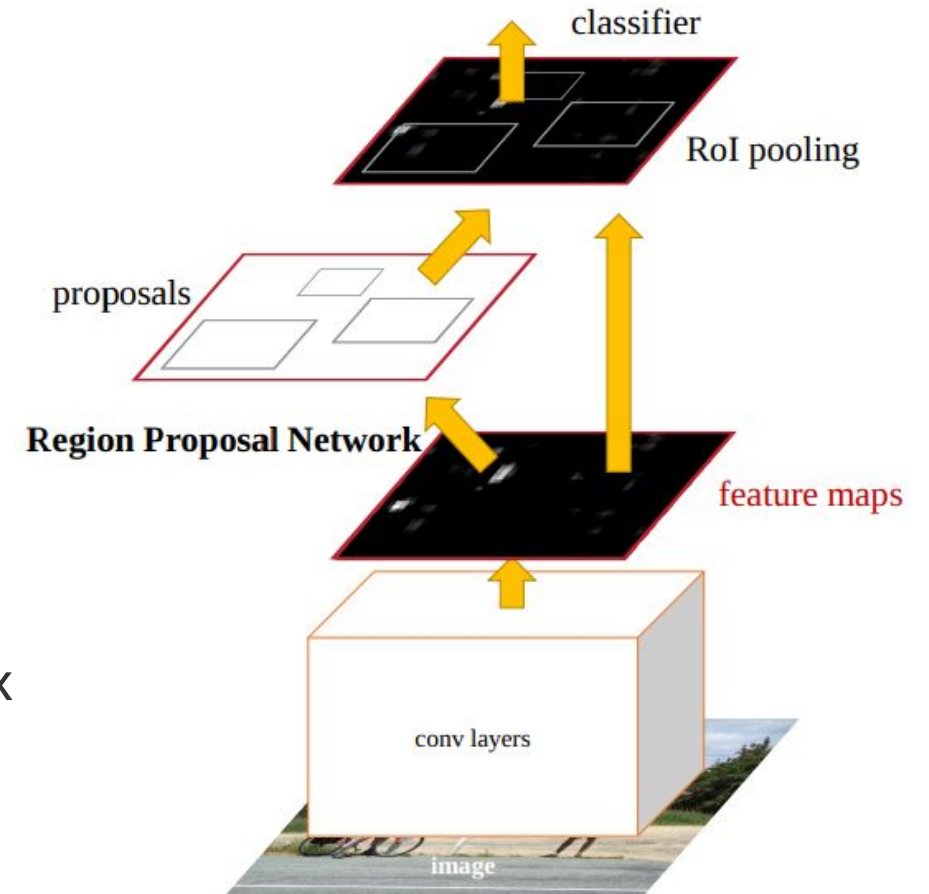 classifier
RoI pooling
proposals
Region Proposal Network
feature maps
x
conv layers
image